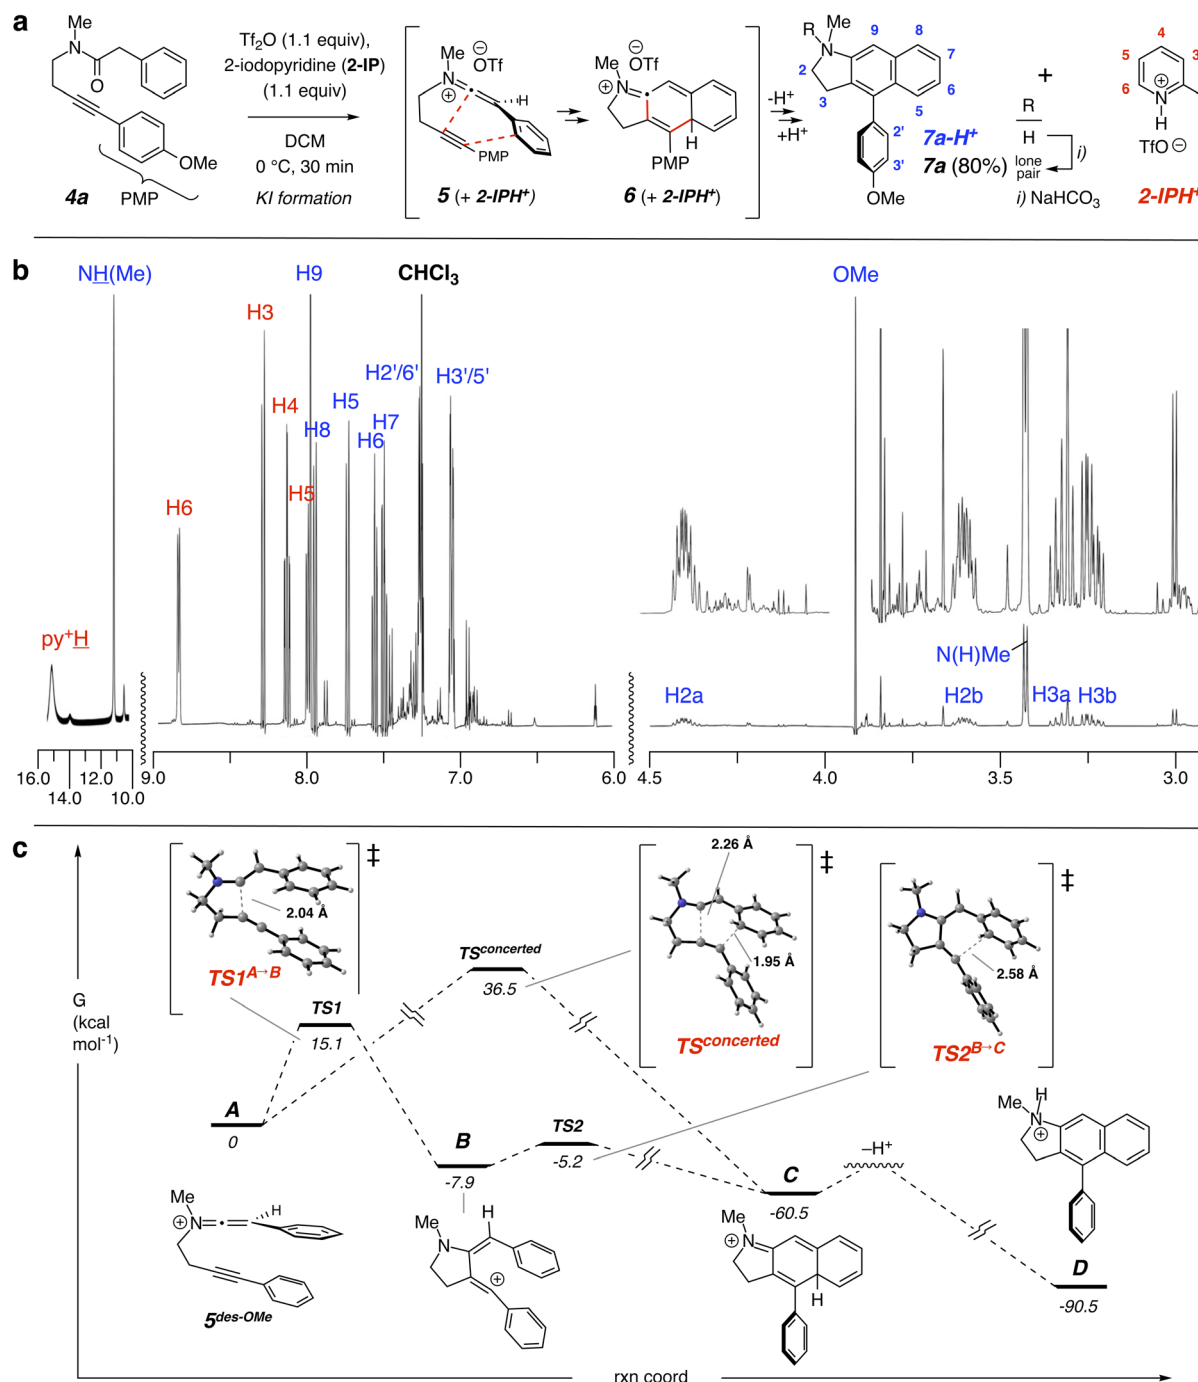 a
Me
N
O
OMe
4a
PMP
Tf₂O (1.1 equiv),
2-iodopyridine (2-IP)
(1.1 equiv)
DCM
0 °C, 30 min
KI formation
Me
N
⊕
⊖
OTf
H
PMP
5 (+ 2-IPH⁺)
Me
N
⊕
⊖
OTf
H
PMP
6 (+ 2-IPH⁺)
-H⁺
+H⁺
R
Me
N
9
8
7
6
5
2
3
2'
3'
OMe
7a-H⁺
7a (80%)
+
R
H
lone
pair
i)
i) NaHCO₃
4
5
3
6
⊕
N
H
⊖
TfO
2-IPH⁺
b
NH(Me)
H9
CHCl₃
OMe
H3
H2'/6'
H3'/5'
H4
H8
H5
H7
H6
H5
H6
py⁺H
N(H)Me
H2a
H2b
H3a
H3b
16.0
14.0
12.0
10.0
9.0
8.0
7.0
6.0
4.5
4.0
3.5
3.0
c
‡
2.04 Å
TS1A→B
‡
2.26 Å
1.95 Å
TSconcerted
‡
2.58 Å
TS2B→C
G
(kcal
mol⁻¹)
TSconcerted
36.5
TS1
15.1
A
0
B
-7.9
TS2
-5.2
C
-60.5
–H⁺
D
-90.5
Me
N
⊕
H
5des-OMe
Me
N
H
⊕
Me
N
⊕
H
Me
H
N
⊕
rxn coord